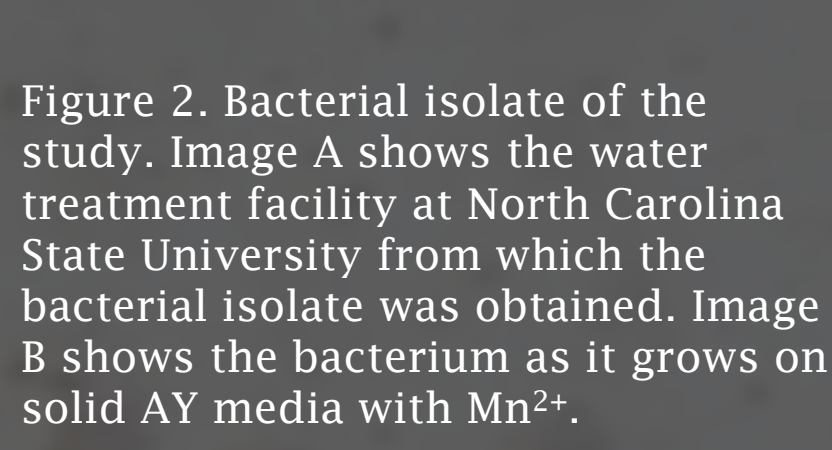 Figure 2. Bacterial isolate of the
study. Image A shows the water
treatment facility at North Carolina
State University from which the
bacterial isolate was obtained. Image
B shows the bacterium as it grows on
solid AY media with Mn²⁺.